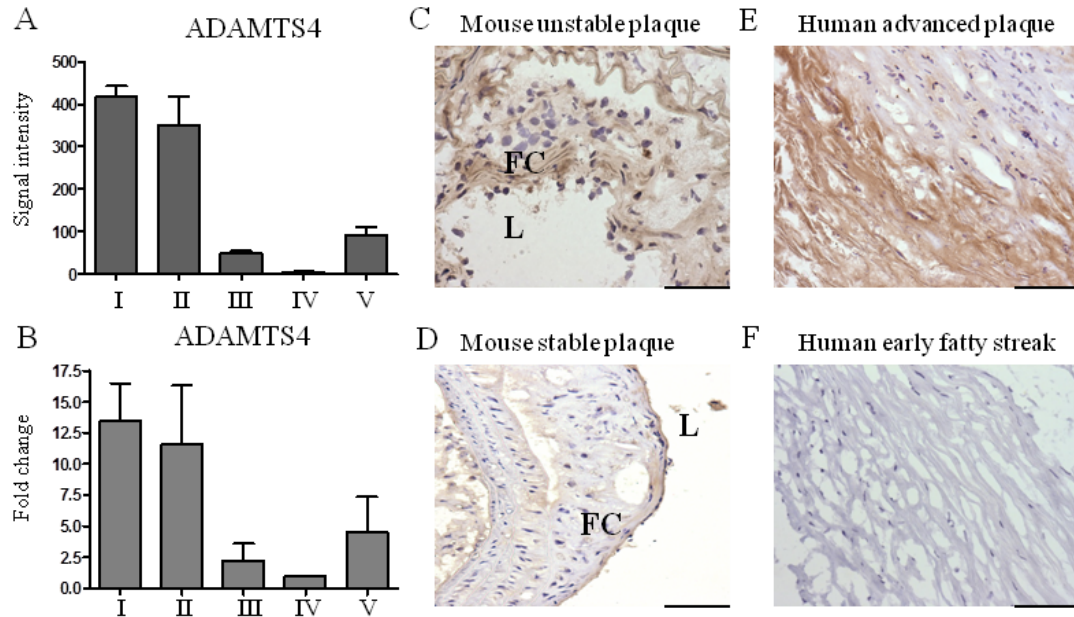 A
ADAMTS4
Signal intensity
500
400
300
200
100
0
I II III IV V
B
ADAMTS4
Fold change
17.5
15.0
12.5
10.0
7.5
5.0
2.5
0.0
I II III IV V
C Mouse unstable plaque
FC
L
D Mouse stable plaque
L
FC
E Human advanced plaque
F Human early fatty streak